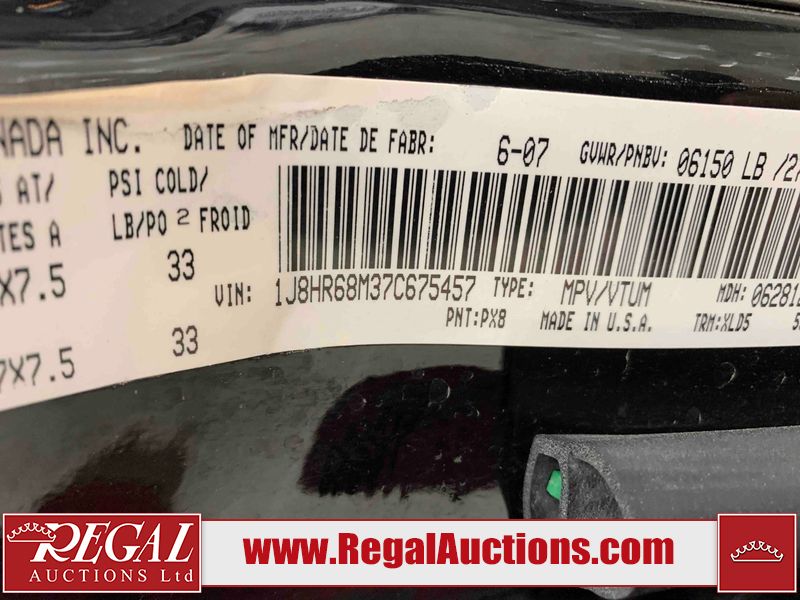 NADA INC. DATE OF MFR/DATE DE FABR: 6-07 GVWR/PNBV: 06150 LB
AT/ PSI COLD/
TES A LB/PO 2 FROID
X7.5 33
VIN: 1J8HR68M37C675457 TYPE: MPV/VTUM MDH:
PNT:PX8 MADE IN U.S.A. TRM:XLD5
7X7.5 33
REGAL
AUCTIONS Ltd
www.RegalAuctions.com